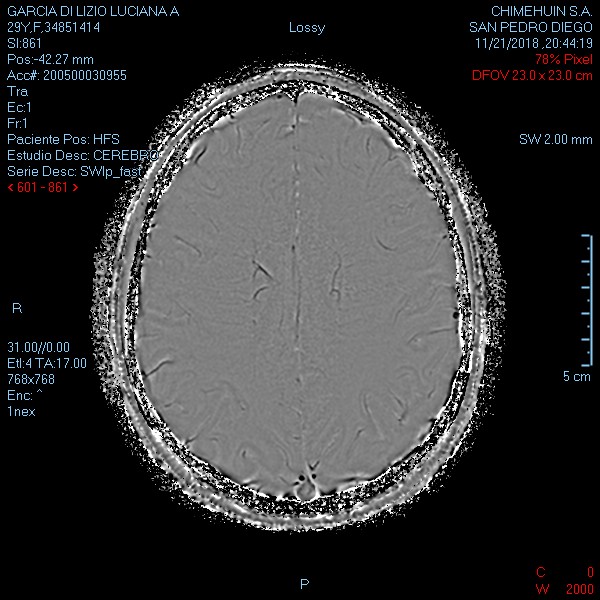 GARCIA DI LIZIO LUCIANA A
29Y,F,34851414
Sl:861
Pos:-42.27 mm
Acc#: 200500030955
Tra
Ec:1
Fr:1
Paciente Pos: HFS
Estudio Desc: CEREBRO
Serie Desc: SWIp_fast
< 601 - 861 >
Lossy
CHIMEHUIN S.A.
SAN PEDRO DIEGO
11/21/2018 ,20:44:19
78% Pixel
DFOV 23.0 x 23.0 cm
SW 2.00 mm
R
31.00//0.00
Etl:4 TA:17.00
768x768
Enc: ^
1nex
5 cm
P
C 0
W 2000